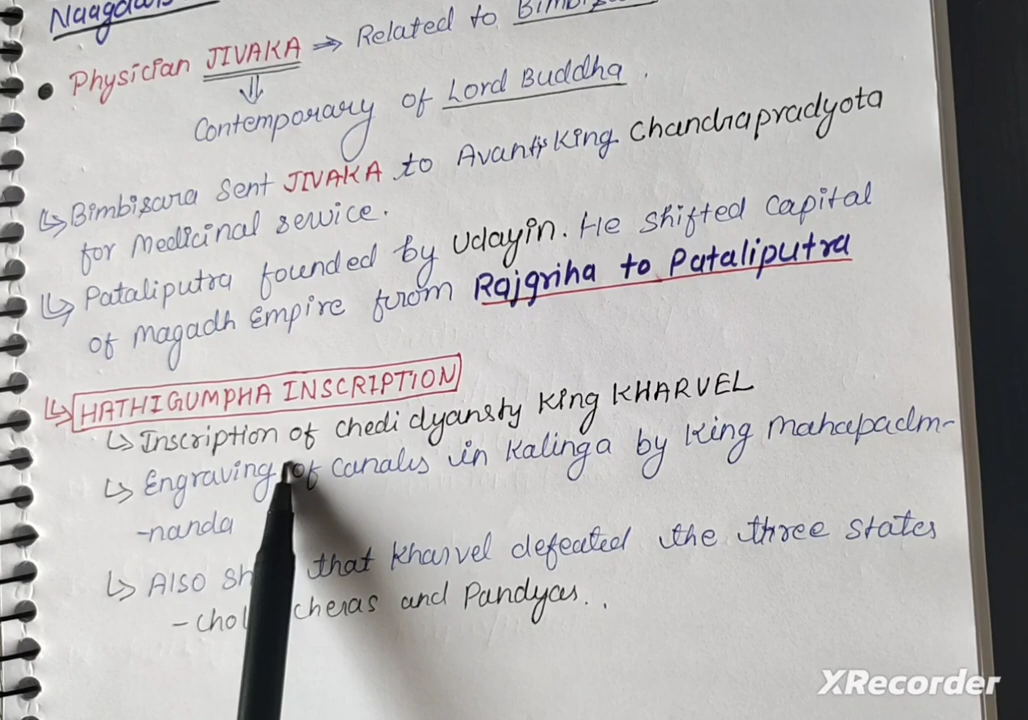 • Physician JIVAKA ⇒ Related to
⇓
Contemporary of Lord Buddha.
↳ Bimbisara sent JIVAKA to Avanti's King Chandrapradyota
for Medicinal service.
↳ Pataliputra founded by Udayin. He shifted capital
of Magadh Empire from Rajgriha to Pataliputra
↳ HATHIGUMPHA INSCRIPTION
↳ Inscription of chedi dyansty King KHARVEL
↳ Engraving of canals in Kalinga by King Mahapadm-
-nanda
↳ Also that Kharvel defeated the three states
- cheras and Pandyas..
XRecorder